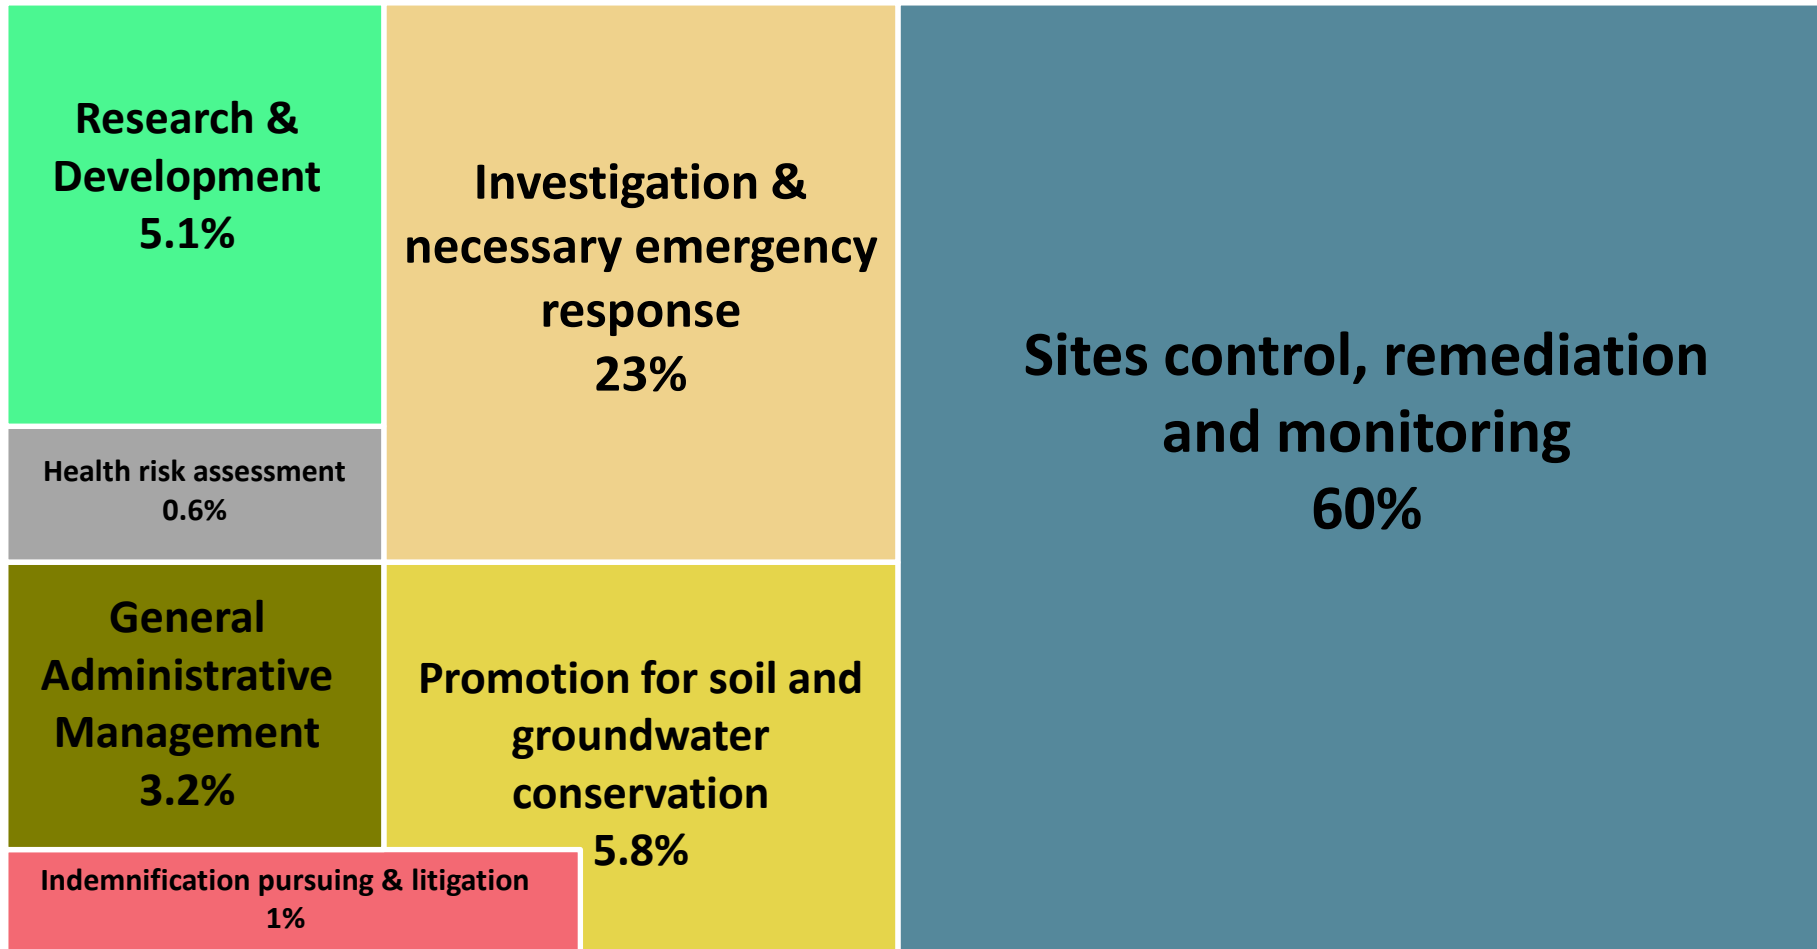 Research &
Development
5.1%
Investigation &
necessary emergency
response
23%
Sites control, remediation
and monitoring
60%
Health risk assessment
0.6%
General
Administrative
Management
3.2%
Promotion for soil and
groundwater
conservation
5.8%
Indemnification pursuing & litigation
1%